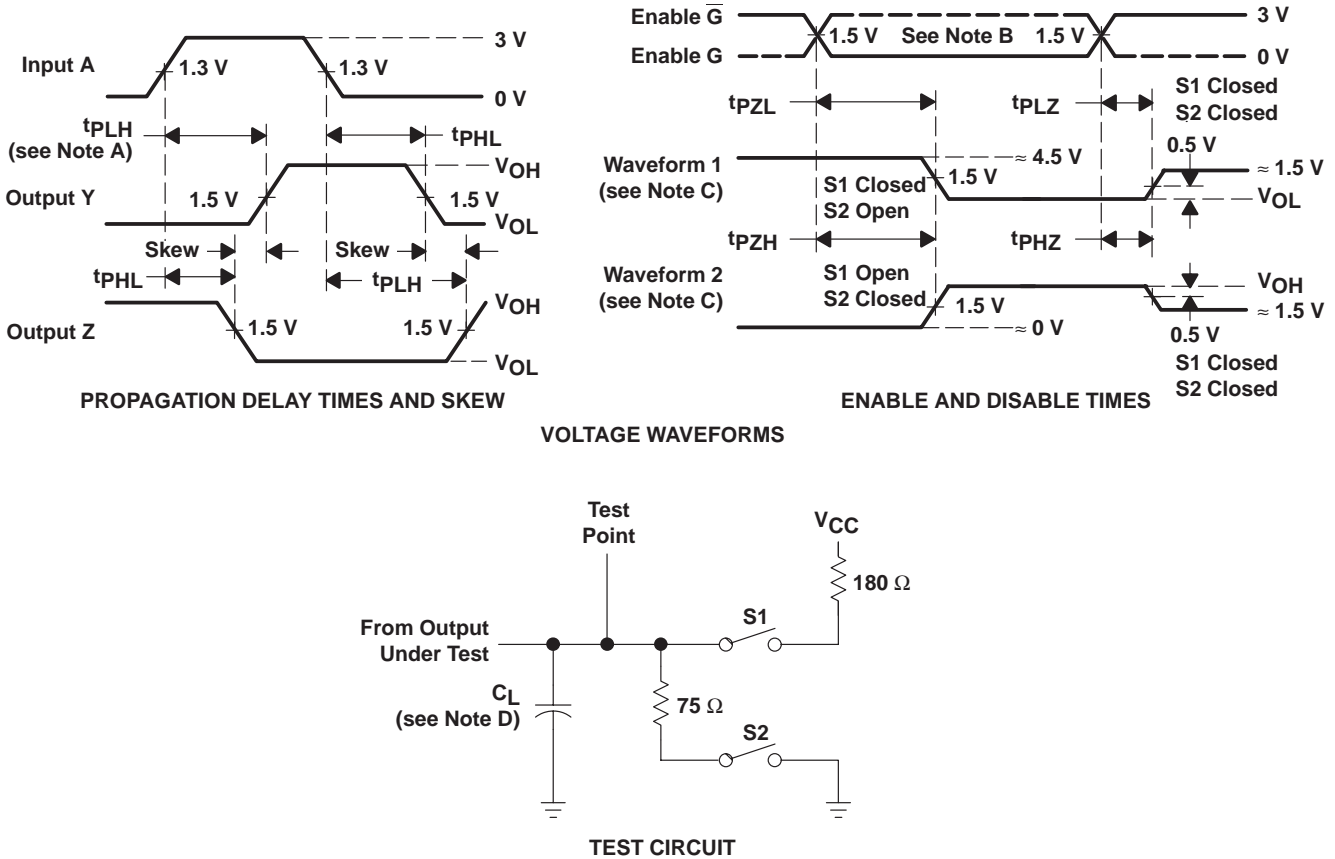 Input A
1.3 V
1.3 V
3 V
0 V
tPLH
(see Note A)
tPHL
VOH
Output Y
1.5 V
1.5 V
VOL
Skew
Skew
tPHL
tPLH
VOH
Output Z
1.5 V
1.5 V
VOL
PROPAGATION DELAY TIMES AND SKEW
Enable G̅
Enable G
1.5 V
See Note B
1.5 V
3 V
0 V
tPZL
tPLZ
S1 Closed
S2 Closed
0.5 V
Waveform 1
(see Note C)
≈ 4.5 V
1.5 V
S1 Closed
S2 Open
≈ 1.5 V
VOL
tPZH
tPHZ
Waveform 2
(see Note C)
S1 Open
S2 Closed
1.5 V
≈ 0 V
VOH
≈ 1.5 V
0.5 V
S1 Closed
S2 Closed
ENABLE AND DISABLE TIMES
VOLTAGE WAVEFORMS
Test
Point
VCC
180 Ω
S1
From Output
Under Test
CL
(see Note D)
75 Ω
S2
TEST CIRCUIT